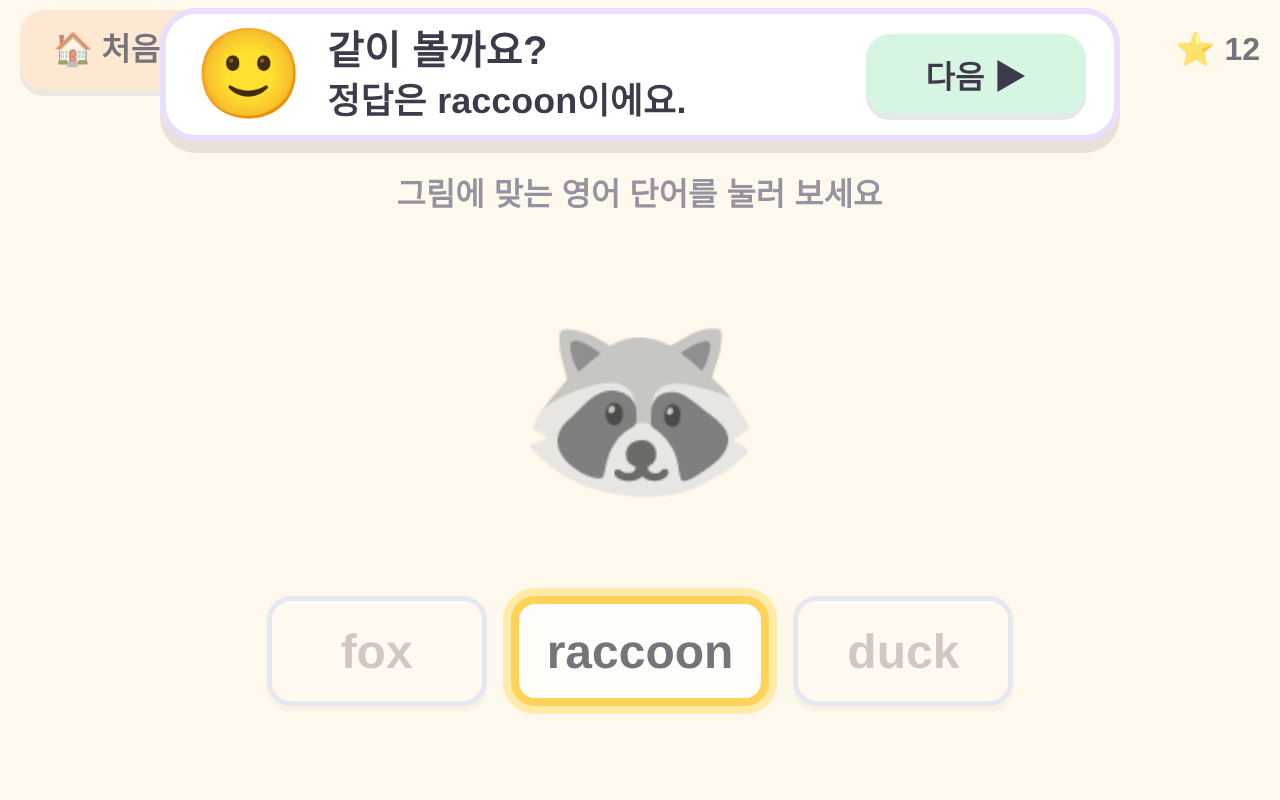 처음
같이 볼까요?
정답은 raccoon이에요.
다음 ▶
12
그림에 맞는 영어 단어를 눌러 보세요
fox
raccoon
duck